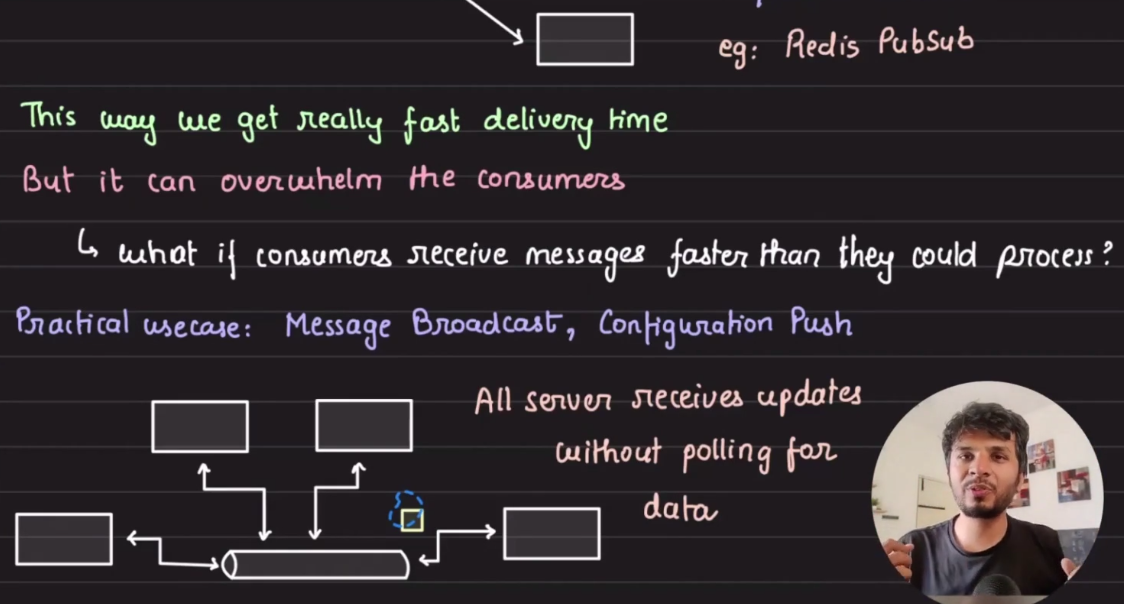 eg: Redis PubSub
This way we get really fast delivery time
But it can overwhelm the consumers
what if consumers receive messages faster than they could process?
Practical usecase: Message Broadcast, Configuration Push
All server receives updates
without polling for
data